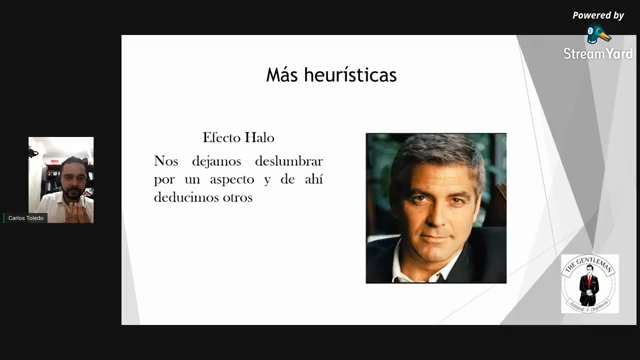 Powered by
StreamYard
Más heurísticas
Efecto Halo
Nos dejamos deslumbrar
por un aspecto y de ahí
deducimos otros
Carlos Toledo
THE GENTLEMAN